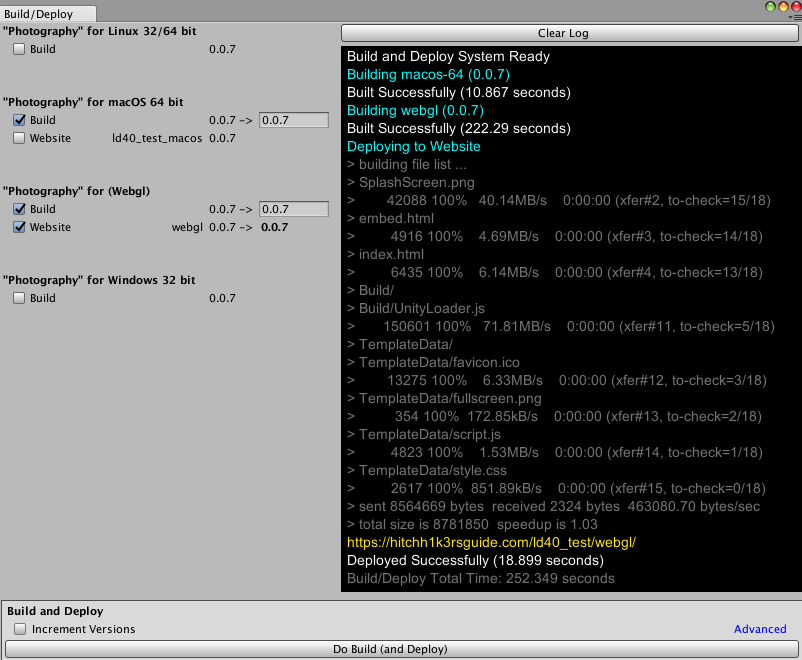 Build/Deploy
"Photography" for Linux 32/64 bit
Build 0.0.7
"Photography" for macOS 64 bit
Build 0.0.7 -> 0.0.7
Website ld40_test_macos 0.0.7
"Photography" for (Webgl)
Build 0.0.7 -> 0.0.7
Website webgl 0.0.7 -> 0.0.7
"Photography" for Windows 32 bit
Build 0.0.7
Clear Log
Build and Deploy System Ready
Building macos-64 (0.0.7)
Built Successfully (10.867 seconds)
Building webgl (0.0.7)
Built Successfully (222.29 seconds)
Deploying to Website
> building file list ...
> SplashScreen.png
> 42088 100% 40.14MB/s 0:00:00 (xfer#2, to-check=15/18)
> embed.html
> 4916 100% 4.69MB/s 0:00:00 (xfer#3, to-check=14/18)
> index.html
> 6435 100% 6.14MB/s 0:00:00 (xfer#4, to-check=13/18)
> Build/
> Build/UnityLoader.js
> 150601 100% 71.81MB/s 0:00:00 (xfer#11, to-check=5/18)
> TemplateData/
> TemplateData/favicon.ico
> 13275 100% 6.33MB/s 0:00:00 (xfer#12, to-check=3/18)
> TemplateData/fullscreen.png
> 354 100% 172.85kB/s 0:00:00 (xfer#13, to-check=2/18)
> TemplateData/script.js
> 4823 100% 1.53MB/s 0:00:00 (xfer#14, to-check=1/18)
> TemplateData/style.css
> 2617 100% 851.89kB/s 0:00:00 (xfer#15, to-check=0/18)
> sent 8564669 bytes received 2324 bytes 463080.70 bytes/sec
> total size is 8781850 speedup is 1.03
https://hitchh1k3rsguide.com/ld40_test/webgl/
Deployed Successfully (18.899 seconds)
Build/Deploy Total Time: 252.349 seconds
Build and Deploy
Increment Versions
Advanced
Do Build (and Deploy)